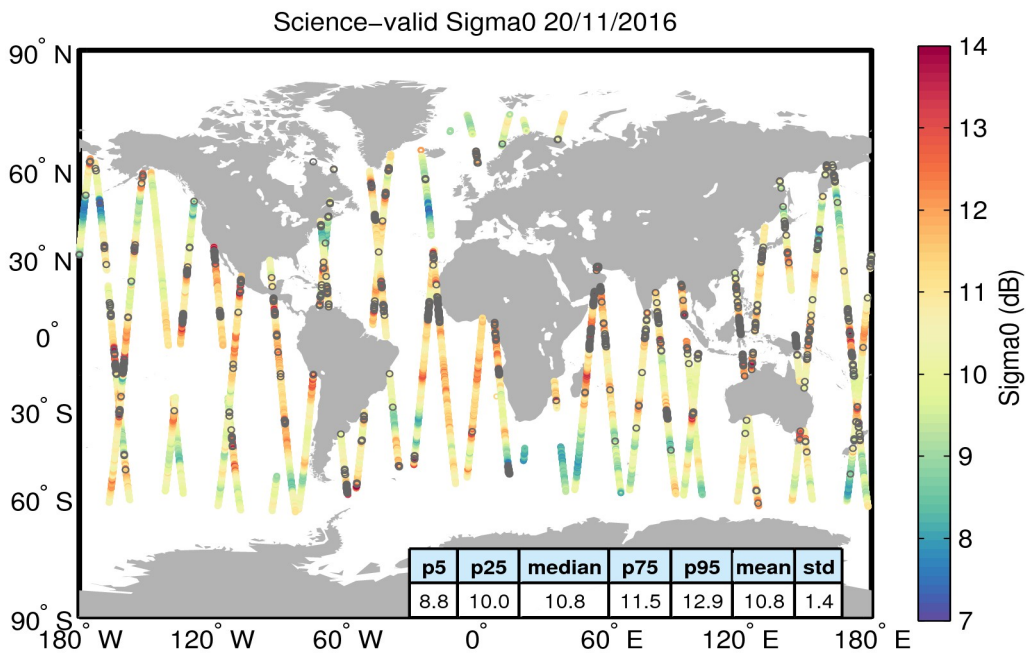 Science−valid Sigma0 20/11/2016
90° N
60° N
30° N
0°
30° S
60° S
90° S
180° W
120° W
60° W
0°
60° E
120° E
180° E
p5 p25 median p75 p95 mean std
8.8 10.0 10.8 11.5 12.9 10.8 1.4
14
13
12
11
10
9
8
7
Sigma0 (dB)